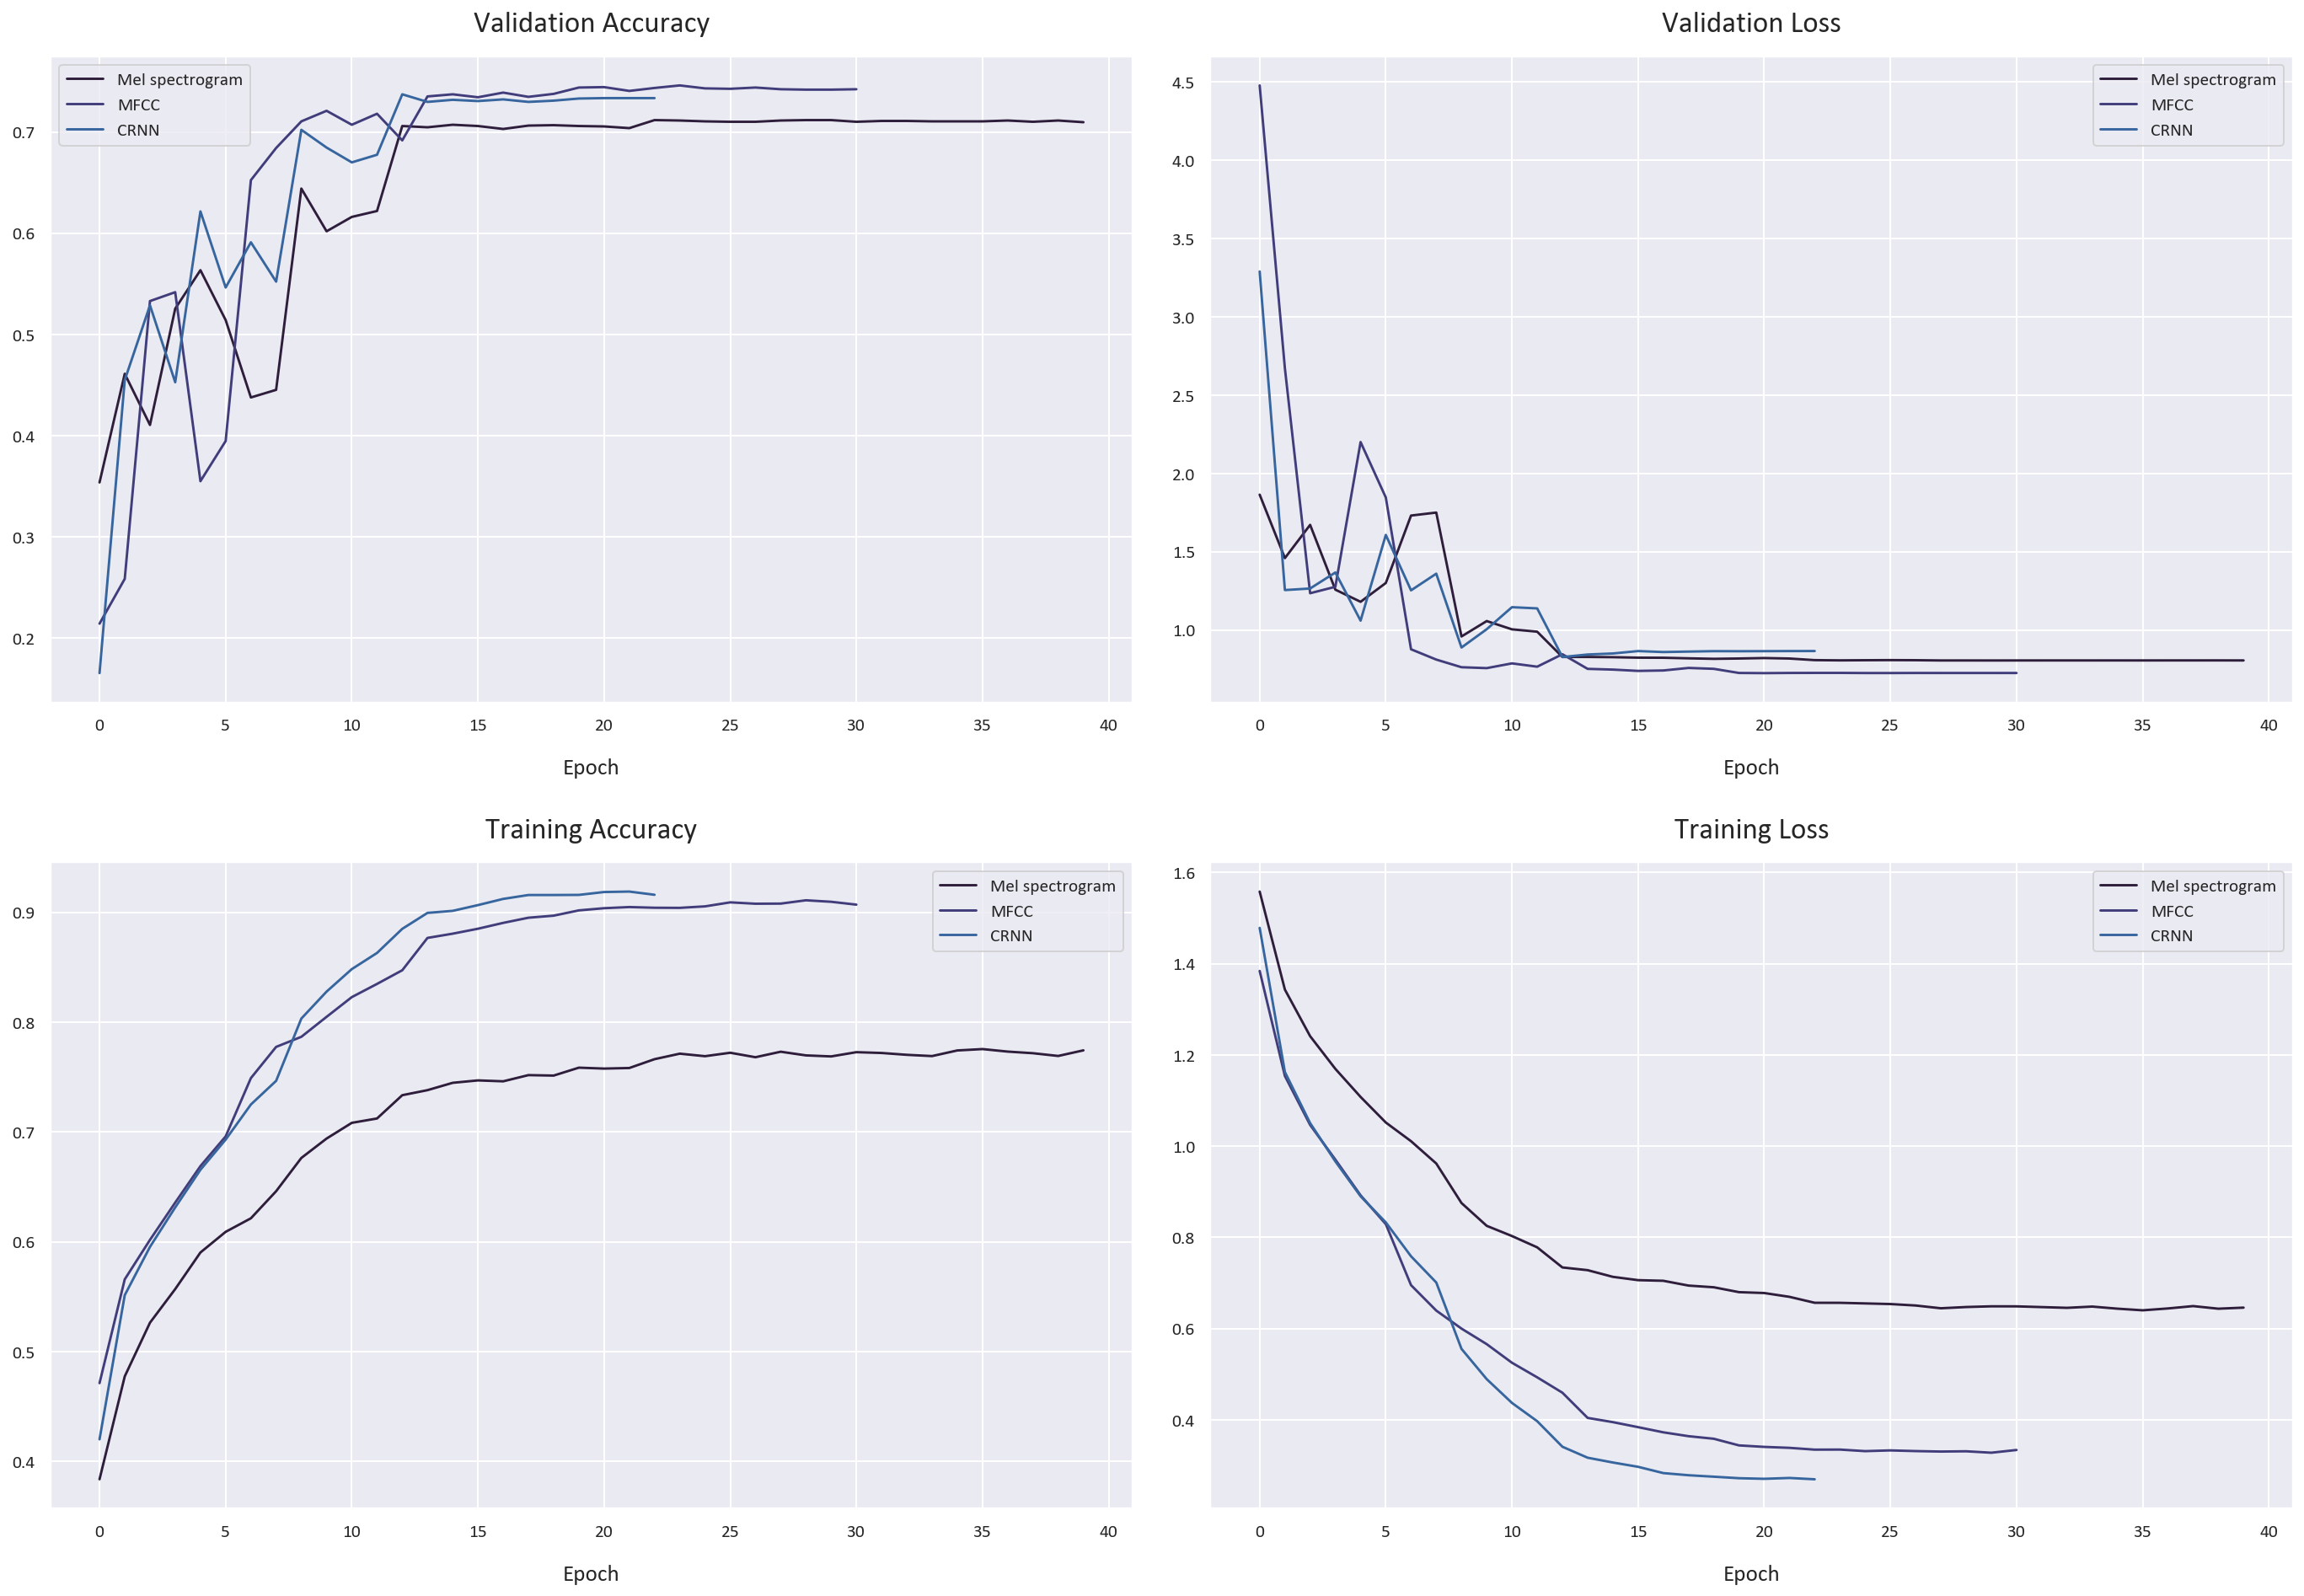 Validation Accuracy
Mel spectrogram
MFCC
CRNN
0.7
0.6
0.5
0.4
0.3
0.2
0 5 10 15 20 25 30 35 40
Epoch
Validation Loss
Mel spectrogram
MFCC
CRNN
4.5
4.0
3.5
3.0
2.5
2.0
1.5
1.0
0 5 10 15 20 25 30 35 40
Epoch
Training Accuracy
Mel spectrogram
MFCC
CRNN
0.9
0.8
0.7
0.6
0.5
0.4
0 5 10 15 20 25 30 35 40
Epoch
Training Loss
Mel spectrogram
MFCC
CRNN
1.6
1.4
1.2
1.0
0.8
0.6
0.4
0 5 10 15 20 25 30 35 40
Epoch